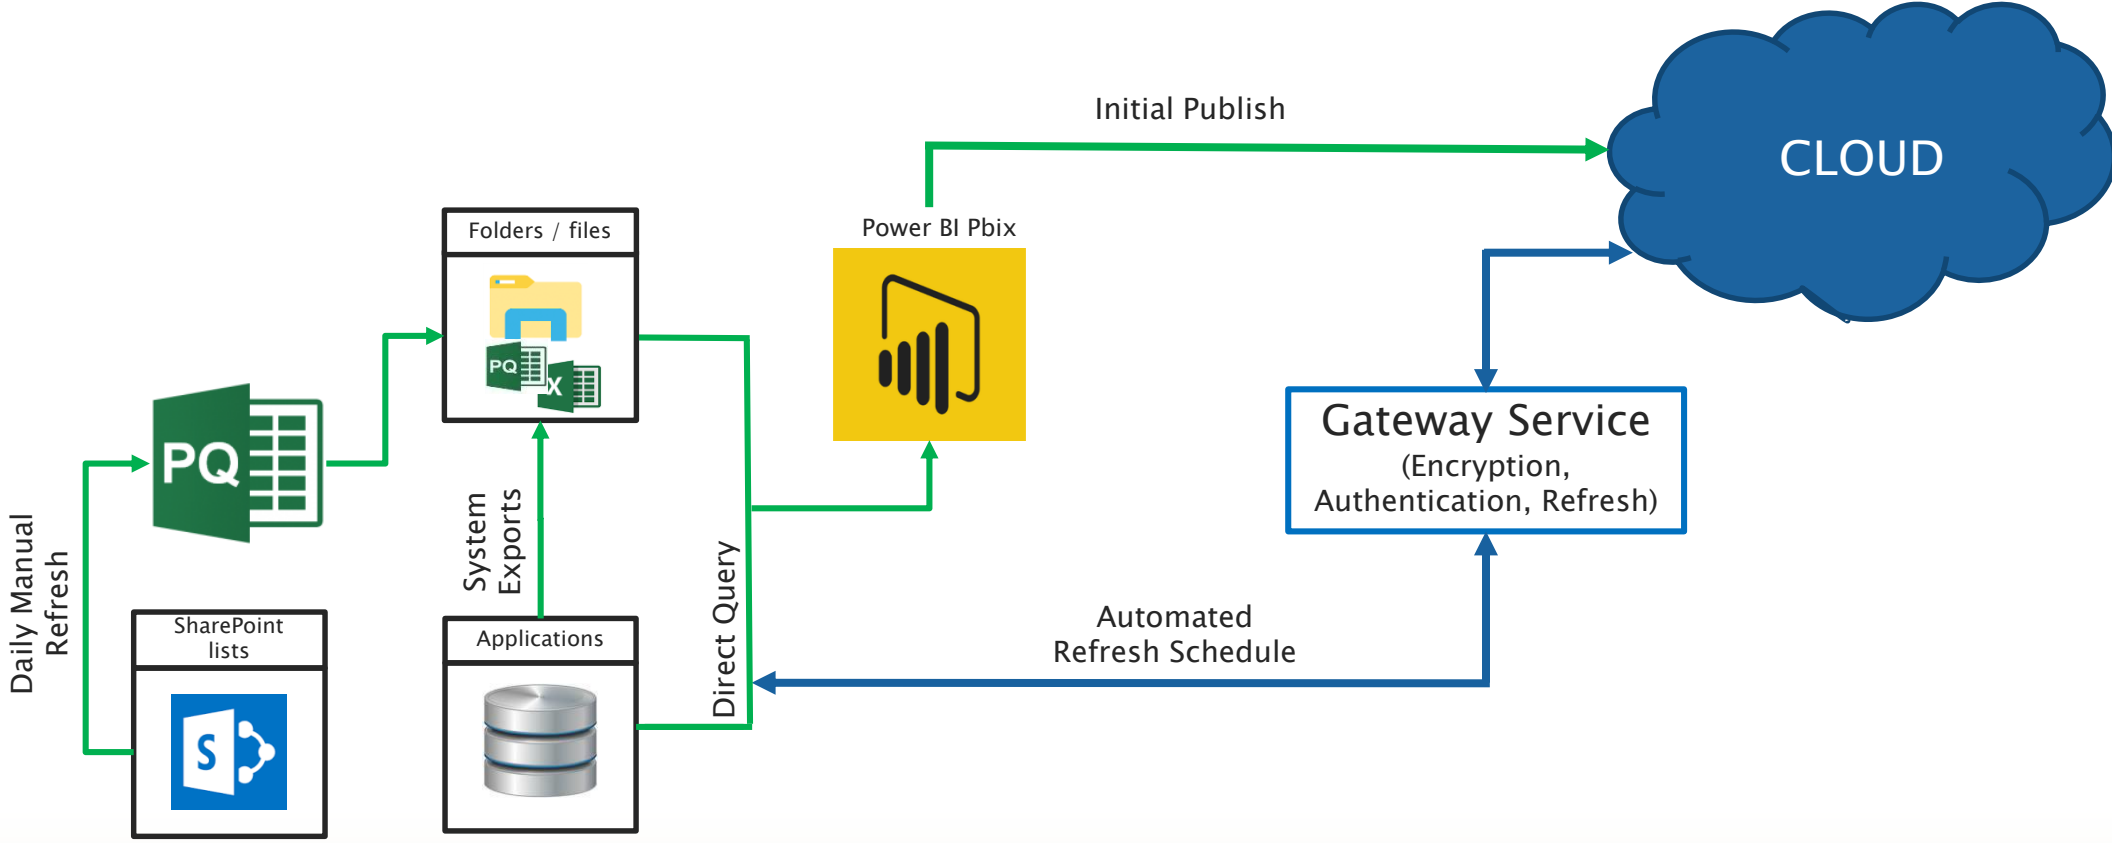 Initial Publish
CLOUD
Folders / files
Power BI Pbix
PQ
X
PQ
Gateway Service
(Encryption,
Authentication, Refresh)
Daily Manual
Refresh
System
Exports
Direct Query
SharePoint
lists
S
Applications
Automated
Refresh Schedule